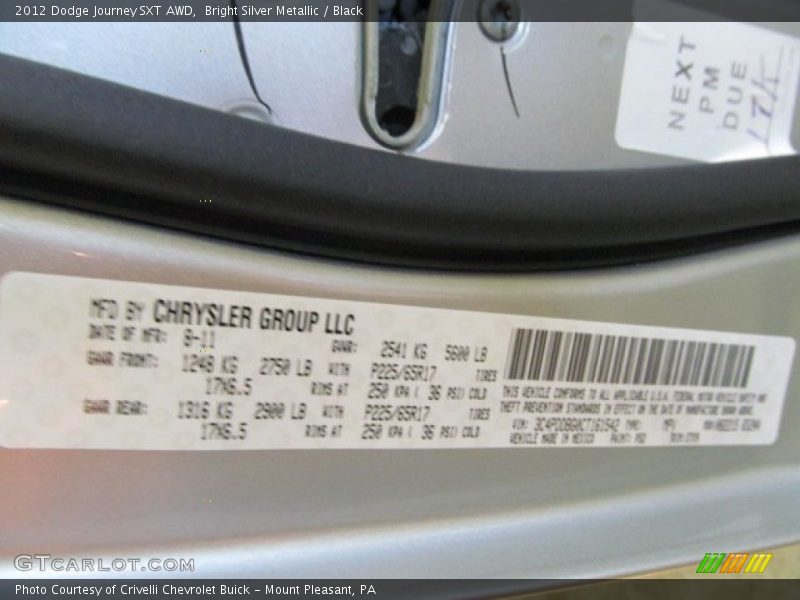 2012 Dodge Journey SXT AWD, Bright Silver Metallic / Black
NEXT
PM
DUE
MFD BY CHRYSLER GROUP LLC
DATE OF MFR: 8-11 GVWR: 2541 KG 5600 LB
GAWR FRONT: 1248 KG 2750 LB WITH P225/65R17 TIRES
17X6.5 RIMS AT 250 KPA ( 36 PSI) COLD
GAWR REAR: 1316 KG 2900 LB WITH P225/65R17 TIRES
17X6.5 RIMS AT 250 KPA ( 36 PSI) COLD
THIS VEHICLE CONFORMS TO ALL APPLICABLE U.S.A. FEDERAL MOTOR VEHICLE SAFETY AND
THEFT PREVENTION STANDARDS IN EFFECT ON THE DATE OF MANUFACTURE SHOWN ABOVE.
VIN: TYPE: MPV
VEHICLE MADE IN MEXICO PAINT: PS2
GTCARLOT.COM
Photo Courtesy of Crivelli Chevrolet Buick – Mount Pleasant, PA